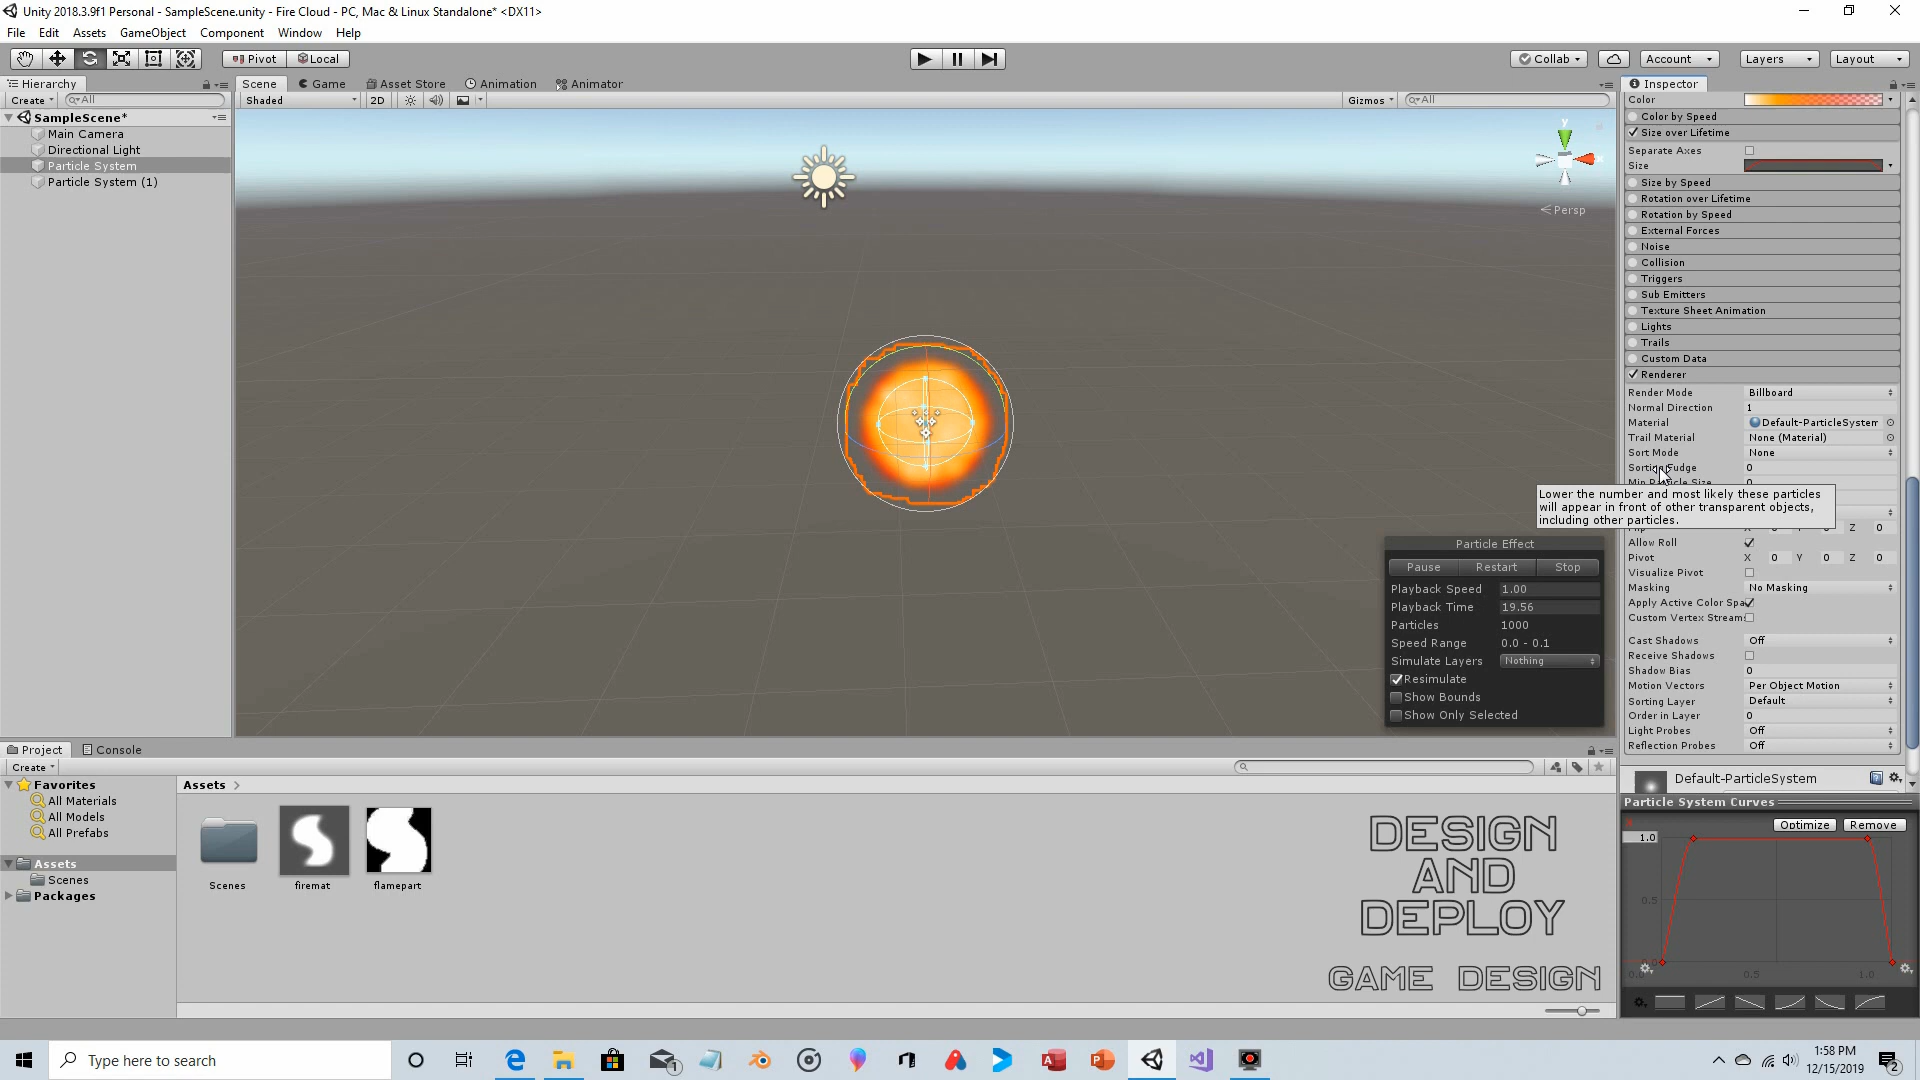 Unity 2018.3.9f1 Personal - SampleScene.unity - Fire Cloud - PC, Mac & Linux Standalone* <DX11>
File Edit Assets GameObject Component Window Help
Pivot Local Collab Account Layers Layout
Hierarchy
Create All
SampleScene*
Main Camera
Directional Light
Particle System
Particle System (1)
Scene Game Asset Store Animation Animator
Shaded 2D Gizmos All
y
Persp
Particle Effect
Pause Restart Stop
Playback Speed 1.00
Playback Time 19.56
Particles 1000
Speed Range 0.0 - 0.1
Simulate Layers Nothing
Resimulate
Show Bounds
Show Only Selected
Inspector
Color
Color by Speed
Size over Lifetime
Separate Axes
Size
Size by Speed
Rotation over Lifetime
Rotation by Speed
External Forces
Noise
Collision
Triggers
Sub Emitters
Texture Sheet Animation
Lights
Trails
Custom Data
Renderer
Render Mode Billboard
Normal Direction 1
Material Default-ParticleSystem
Trail Material None (Material)
Sort Mode None
Sorting Fudge 0
Lower the number and most likely these particles
will appear in front of other transparent objects,
including other particles.
Z 0
Allow Roll
Pivot X 0 Y 0 Z 0
Visualize Pivot
Masking No Masking
Apply Active Color Spa
Custom Vertex Stream
Cast Shadows Off
Receive Shadows
Shadow Bias 0
Motion Vectors Per Object Motion
Sorting Layer Default
Order in Layer 0
Light Probes Off
Reflection Probes Off
Default-ParticleSystem
Particle System Curves
Optimize Remove
1.0
0.5
0.0 0.5 1.0
Project Console
Create
Favorites
All Materials
All Models
All Prefabs
Assets
Scenes
Packages
Assets
Scenes firemat flamepart
DESIGN
AND
DEPLOY
GAME DESIGN
Type here to search
1
1:58 PM
12/15/2019
2